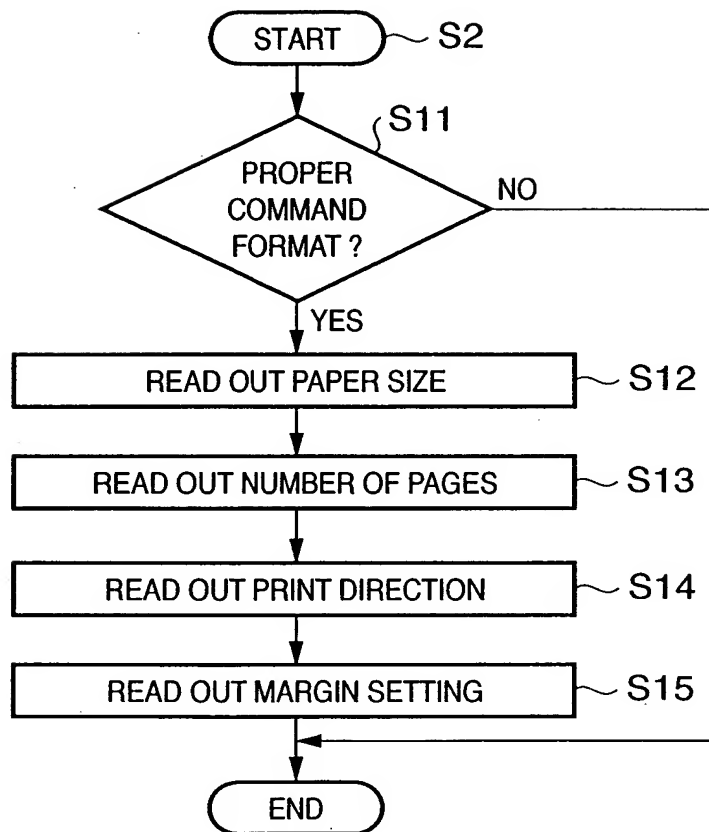 START
S2
S11
PROPER
COMMAND
FORMAT ?
NO
YES
READ OUT PAPER SIZE
S12
READ OUT NUMBER OF PAGES
S13
READ OUT PRINT DIRECTION
S14
READ OUT MARGIN SETTING
S15
END